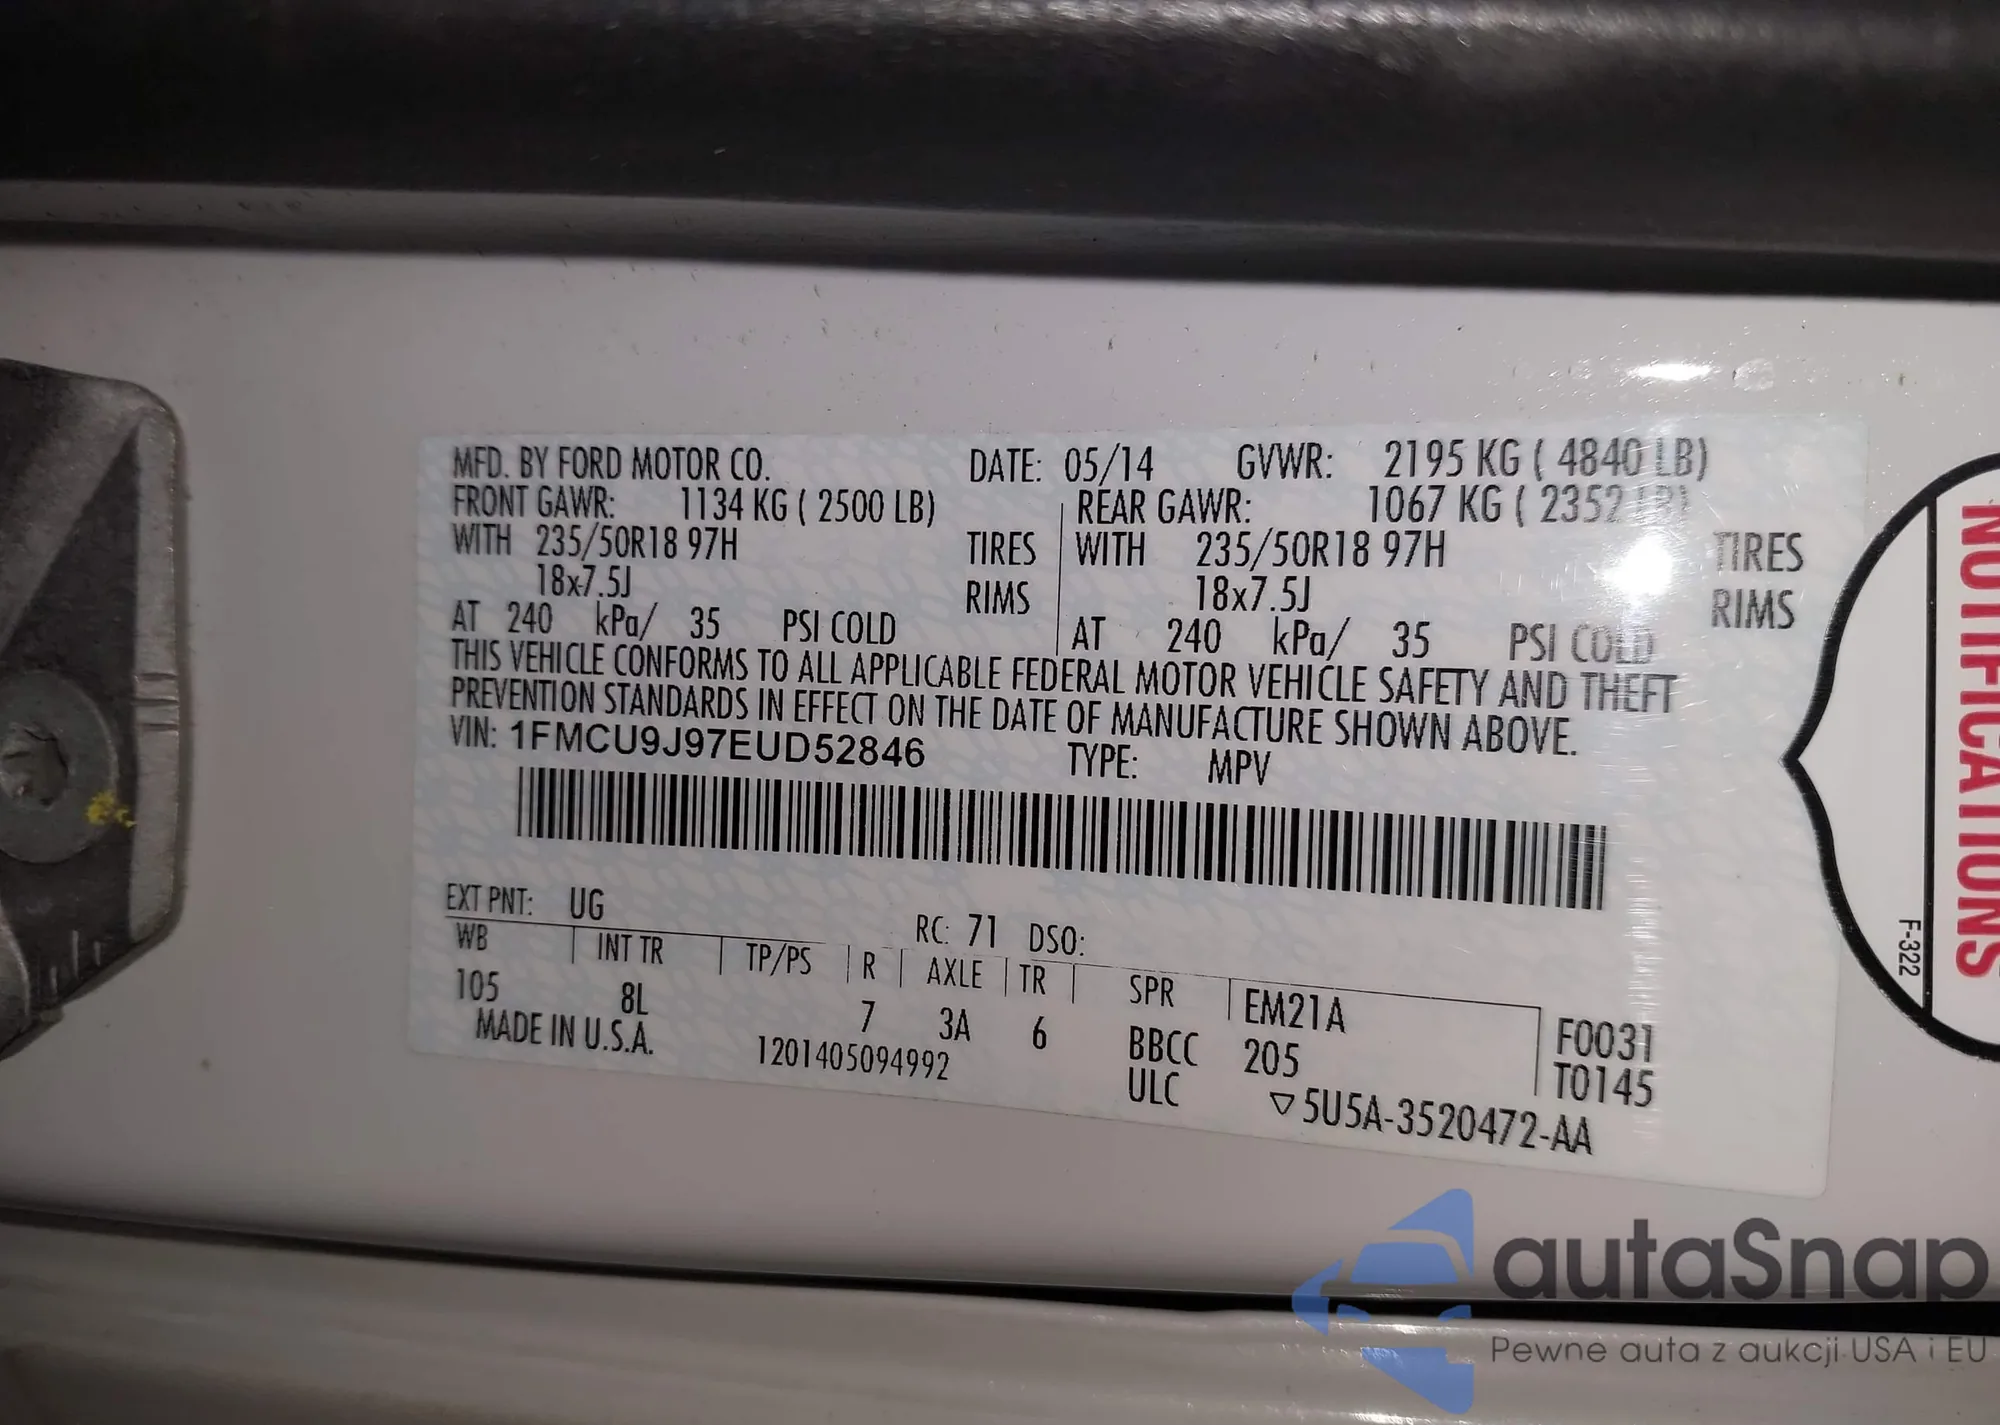 MFD. BY FORD MOTOR CO. DATE: 05/14 GVWR: 2195 KG ( 4840 LB)
FRONT GAWR: 1134 KG ( 2500 LB) REAR GAWR: 1067 KG ( 2352 LB)
WITH 235/50R18 97H TIRES WITH 235/50R18 97H TIRES
18x7.5J RIMS 18x7.5J RIMS
AT 240 kPa/ 35 PSI COLD AT 240 kPa/ 35 PSI COLD
THIS VEHICLE CONFORMS TO ALL APPLICABLE FEDERAL MOTOR VEHICLE SAFETY AND THEFT
PREVENTION STANDARDS IN EFFECT ON THE DATE OF MANUFACTURE SHOWN ABOVE.
VIN: 1FMCU9J97EUD52846 TYPE: MPV
EXT PNT: UG RC: 71 DSO:
WB INT TR TP/PS R AXLE TR SPR EM21A F0031
105 8L 7 3A 6 BBCC 205 T0145
MADE IN U.S.A. 1201405094992 ULC ▽5U5A-3520472-AA
NOTIFICATIONS
F-322
autaSnap
Pewne auta z aukcji USA i EU